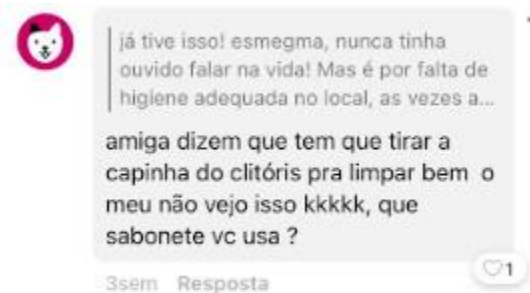 já tive isso! esmegma, nunca tinha
ouvido falar na vida! Mas é por falta de
higiene adequada no local, as vezes a...
amiga dizem que tem que tirar a
capinha do clitóris pra limpar bem o
meu não vejo isso kkkkk, que
sabonete vc usa ?
1
3sem Resposta